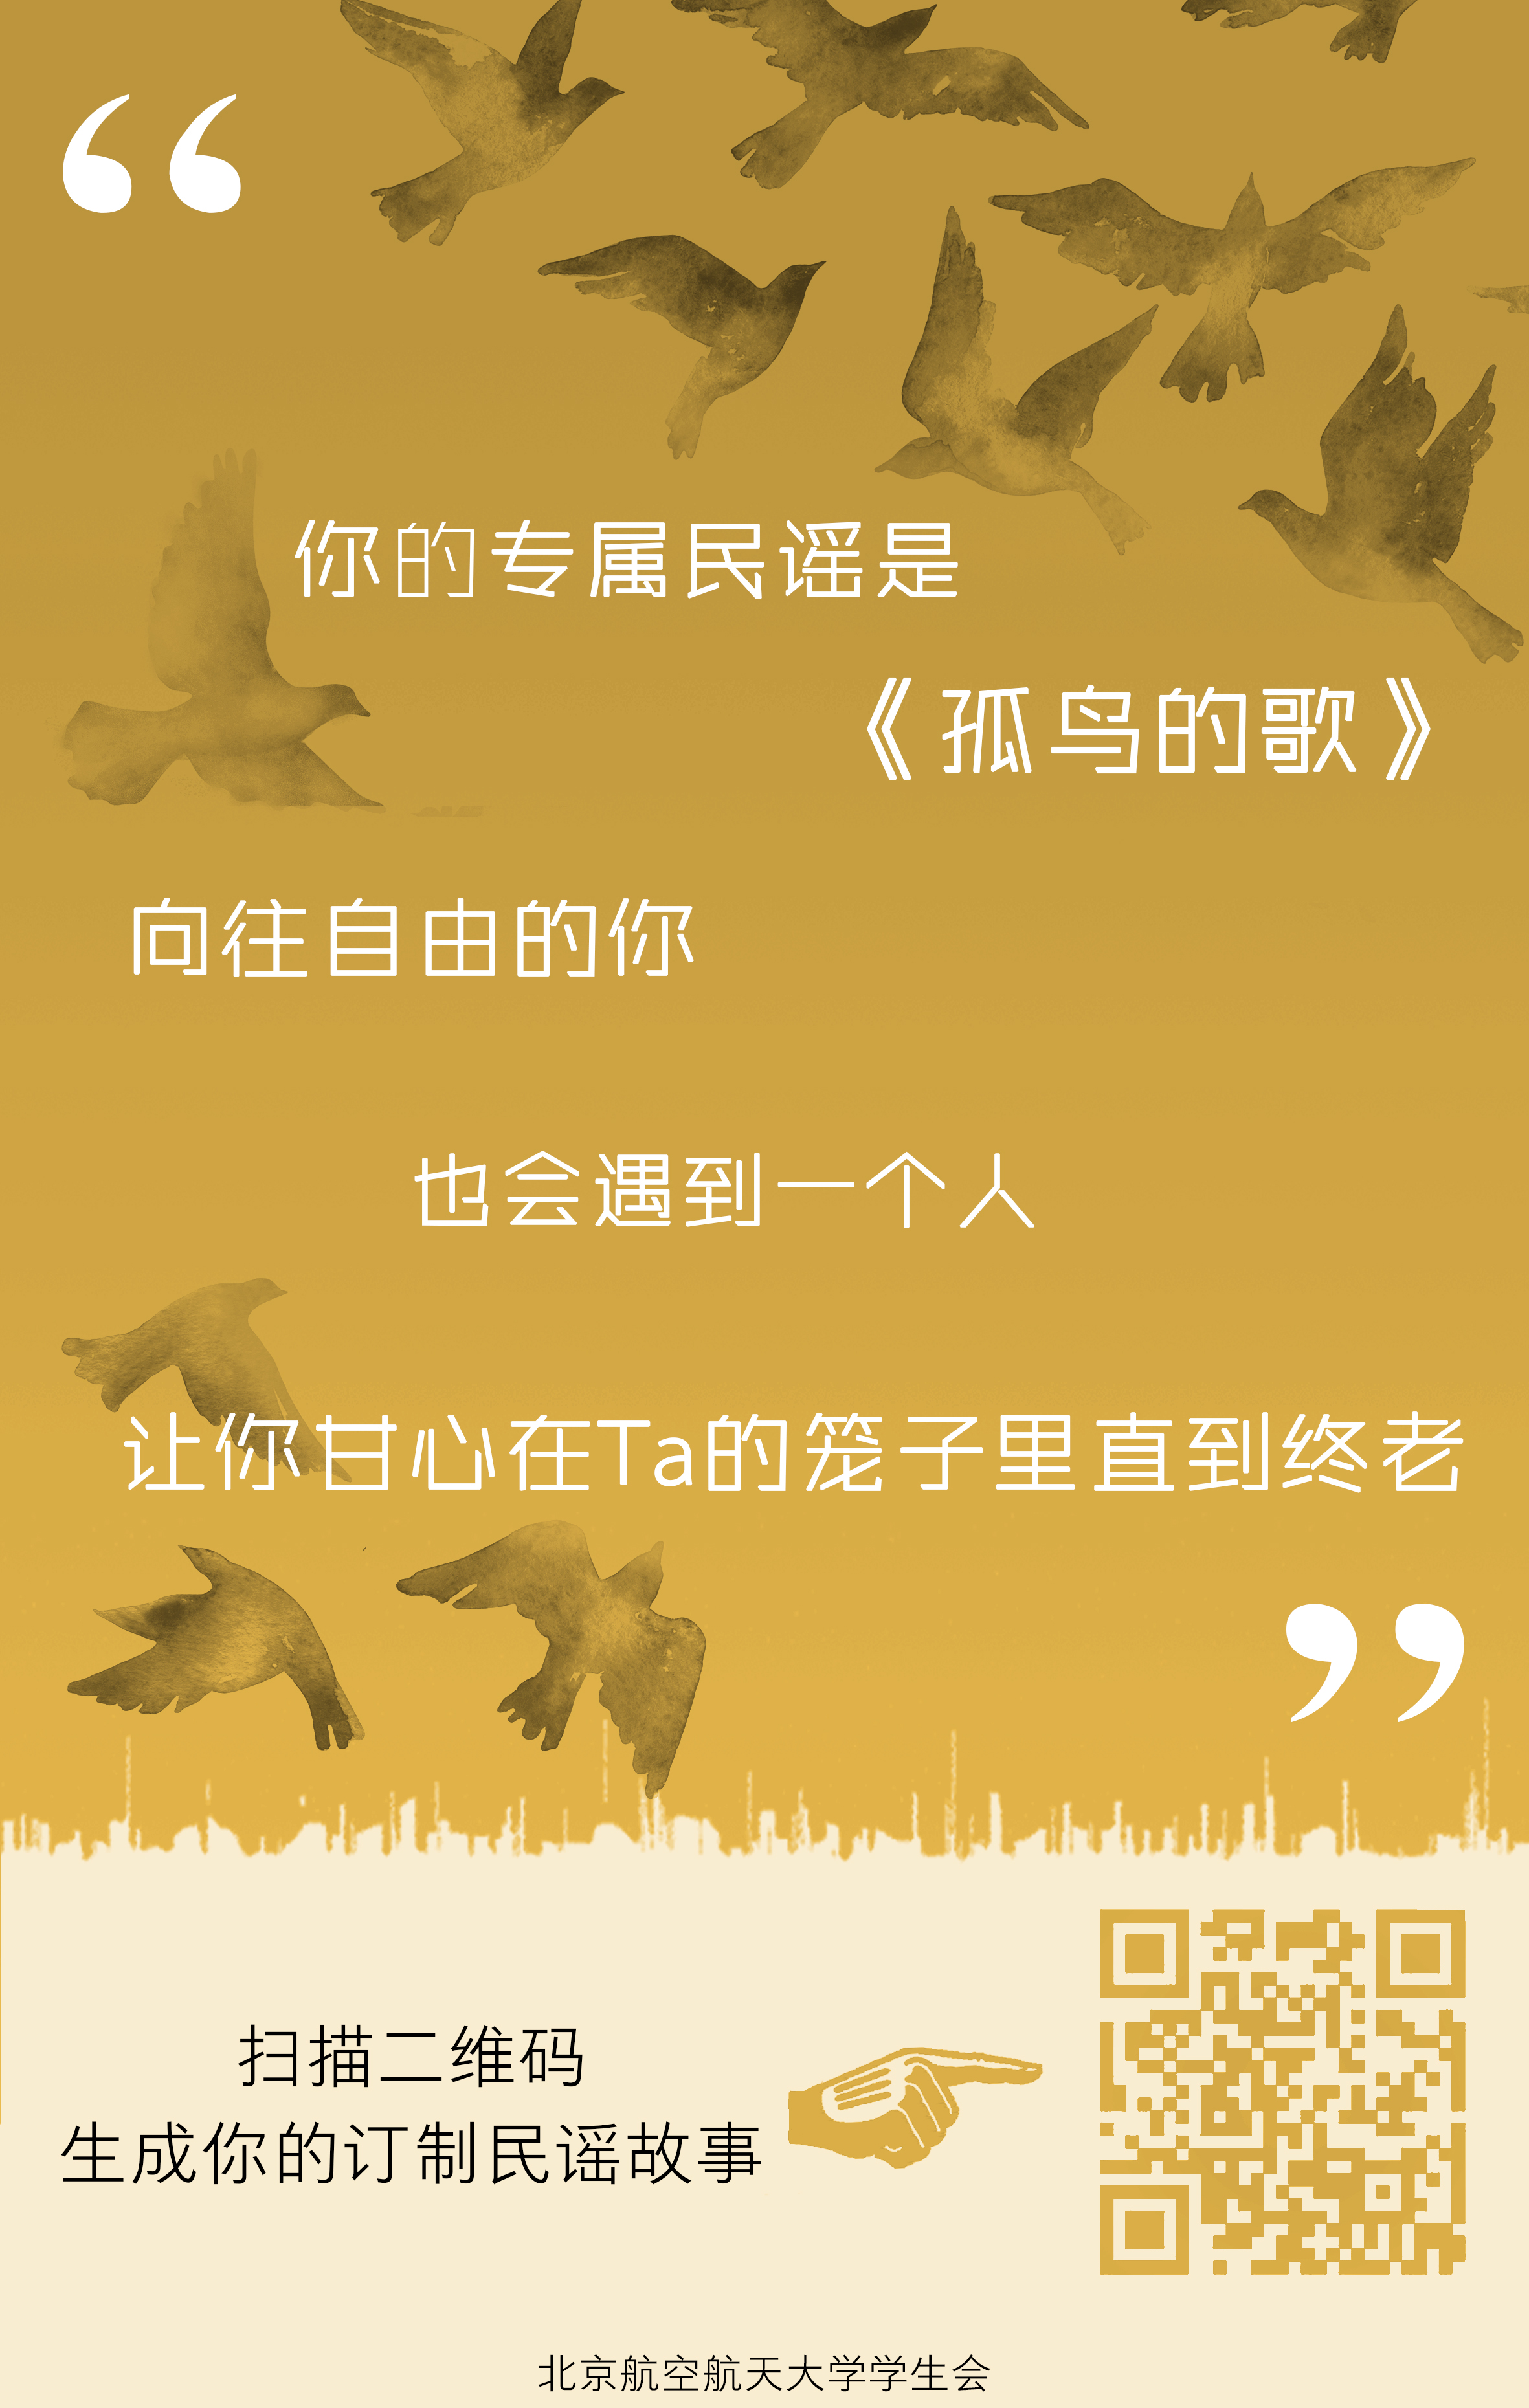 “
你的专属民谣是
《孤鸟的歌》
向往自由的你
也会遇到一个人
让你甘心在Ta的笼子里直到终老
”
扫描二维码
生成你的订制民谣故事
北京航空航天大学学生会